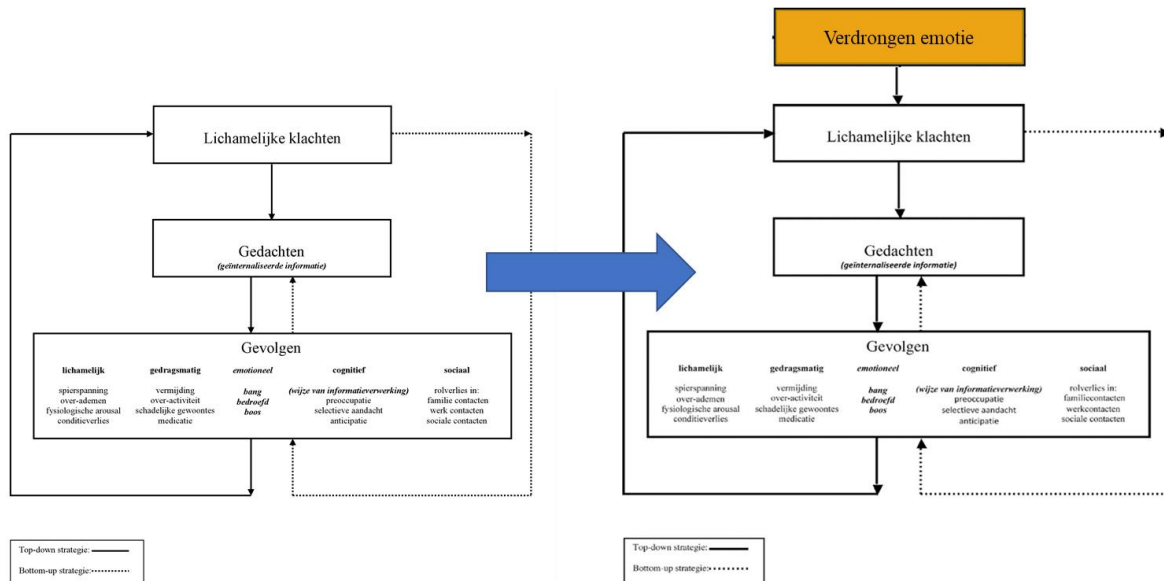 Lichamelijke klachten
Gedachten
(geïnternaliseerde informatie)
Gevolgen
lichamelijk
spierspanning
over-ademen
fysiologische arousal
conditieverlies
gedragsmatig
vermijding
over-activiteit
schadelijke gewoontes
medicatie
emotioneel
bang
bedroefd
boos
cognitief
(wijze van informatieverwerking)
preoccupatie
selectieve aandacht
anticipatie
sociaal
rolverlies in:
familie contacten
werk contacten
sociale contacten
Top-down strategie:
Bottom-up strategie:
Verdrongen emotie
Lichamelijke klachten
Gedachten
(geïnternaliseerde informatie)
Gevolgen
lichamelijk
spierspanning
over-ademen
fysiologische arousal
conditieverlies
gedragsmatig
vermijding
over-activiteit
schadelijke gewoontes
medicatie
emotioneel
bang
bedroefd
boos
cognitief
(wijze van informatieverwerking)
preoccupatie
selectieve aandacht
anticipatie
sociaal
rolverlies in:
familiecontacten
werkcontacten
sociale contacten
Top-down strategie:
Bottom-up strategie: